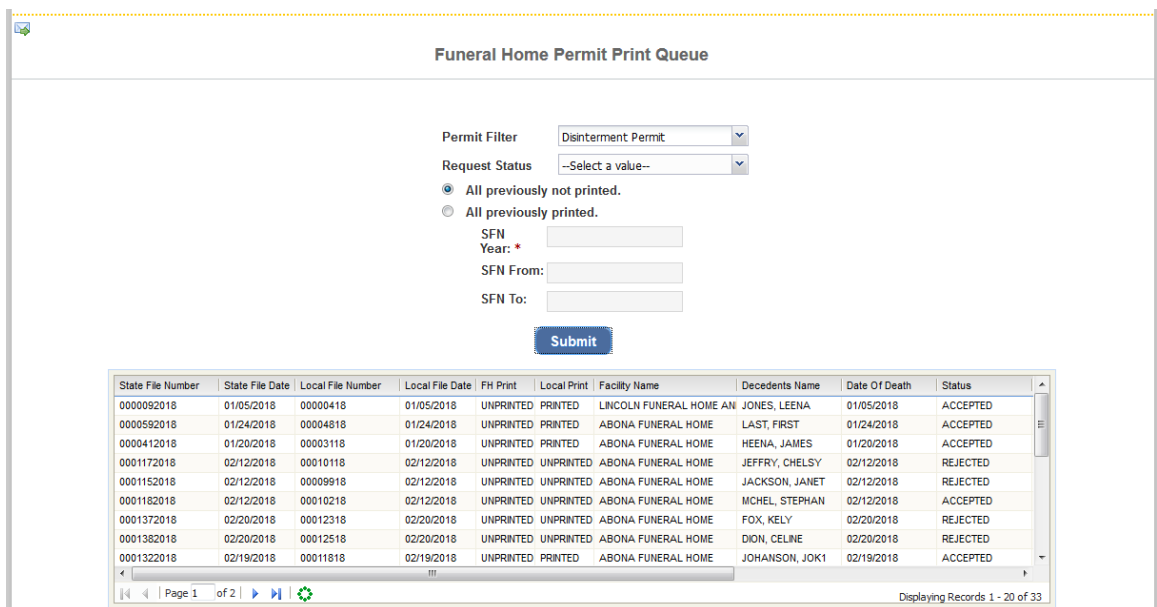 Funeral Home Permit Print Queue
Permit Filter Disinterment Permit
Request Status --Select a value--
All previously not printed.
All previously printed.
SFN
Year: *
SFN From:
SFN To:
Submit
State File Number State File Date Local File Number Local File Date FH Print Local Print Facility Name Decedents Name Date Of Death Status
0000092018 01/05/2018 00000418 01/05/2018 UNPRINTED PRINTED LINCOLN FUNERAL HOME AN JONES, LEENA 01/05/2018 ACCEPTED
0000592018 01/24/2018 00004818 01/24/2018 UNPRINTED PRINTED ABONA FUNERAL HOME LAST, FIRST 01/24/2018 ACCEPTED
0000412018 01/20/2018 00003118 01/20/2018 UNPRINTED PRINTED ABONA FUNERAL HOME HEENA, JAMES 01/20/2018 ACCEPTED
0001172018 02/12/2018 00010118 02/12/2018 UNPRINTED UNPRINTED ABONA FUNERAL HOME JEFFRY, CHELSY 02/12/2018 REJECTED
0001152018 02/12/2018 00009918 02/12/2018 UNPRINTED UNPRINTED ABONA FUNERAL HOME JACKSON, JANET 02/12/2018 REJECTED
0001182018 02/12/2018 00010218 02/12/2018 UNPRINTED UNPRINTED ABONA FUNERAL HOME MCHEL, STEPHAN 02/12/2018 ACCEPTED
0001372018 02/20/2018 00012318 02/20/2018 UNPRINTED UNPRINTED ABONA FUNERAL HOME FOX, KELY 02/20/2018 REJECTED
0001382018 02/20/2018 00012518 02/20/2018 UNPRINTED UNPRINTED ABONA FUNERAL HOME DION, CELINE 02/20/2018 REJECTED
0001322018 02/19/2018 00011818 02/19/2018 UNPRINTED PRINTED ABONA FUNERAL HOME JOHANSON, JOK1 02/19/2018 ACCEPTED
Page 1 of 2 Displaying Records 1 - 20 of 33